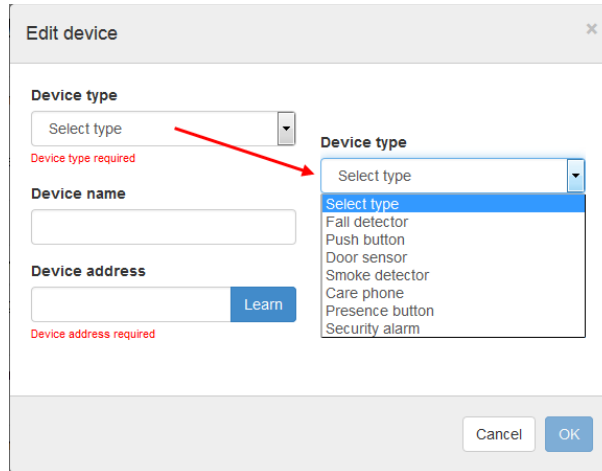 Edit device
×
Device type
Select type
Device type required
Device name
Device address
Learn
Device address required
Device type
Select type
Select type
Fall detector
Push button
Door sensor
Smoke detector
Care phone
Presence button
Security alarm
Cancel
OK